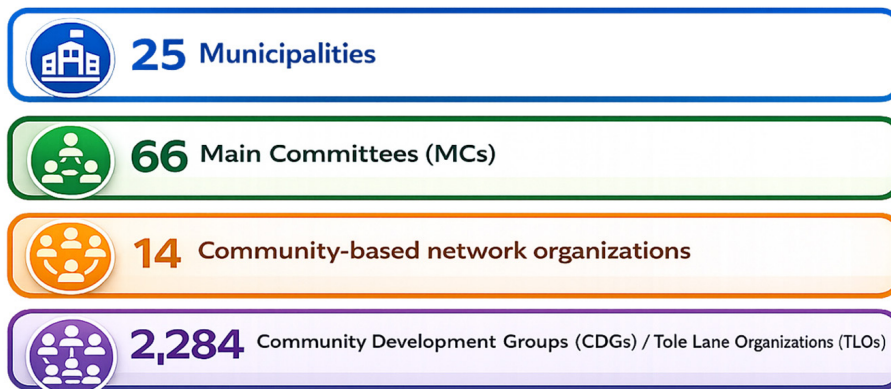 25 Municipalities
66 Main Committees (MCs)
14 Community-based network organizations
2,284 Community Development Groups (CDGs) / Tole Lane Organizations (TLOs)